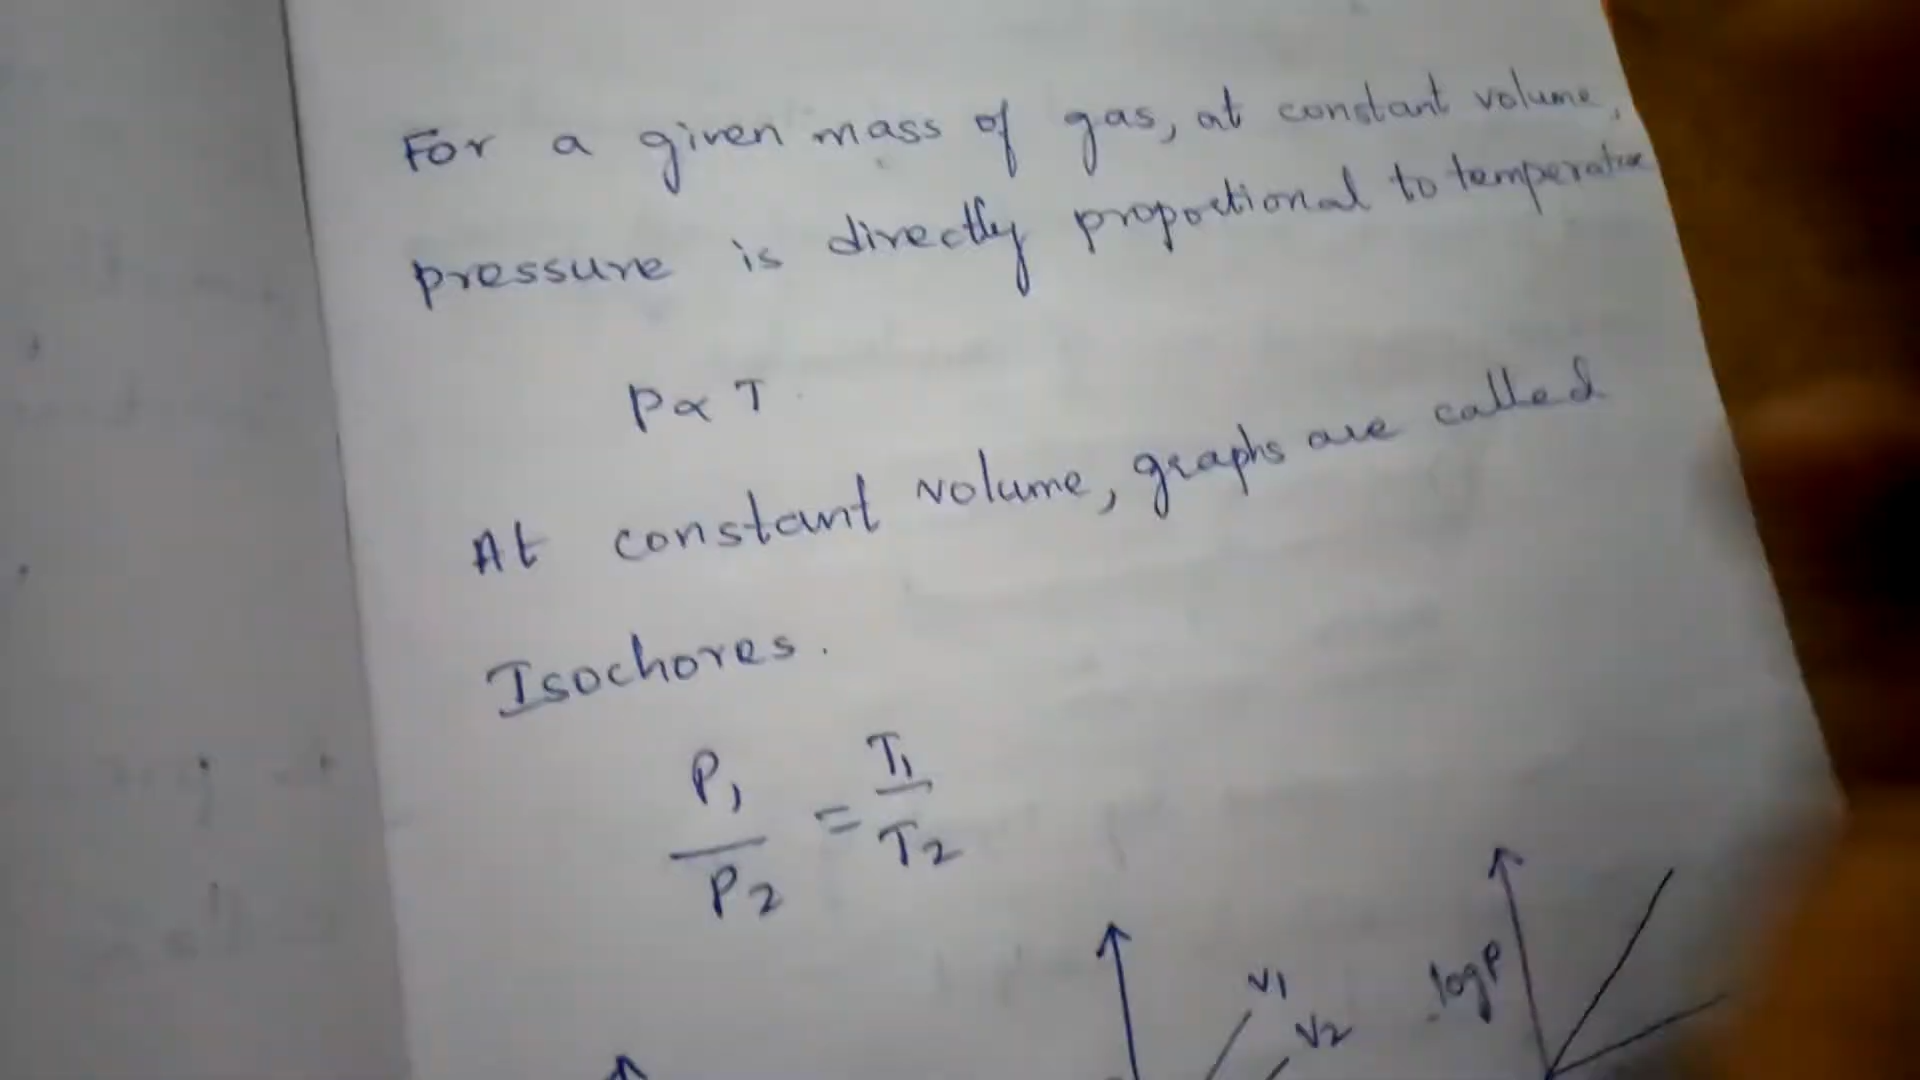 For a given mass of gas, at constant volume,
pressure is directly proportional to temperature
P ∝ T
At constant volume, graphs are called
Isochores.
P1/P2 = T1/T2
V1
V2
logP